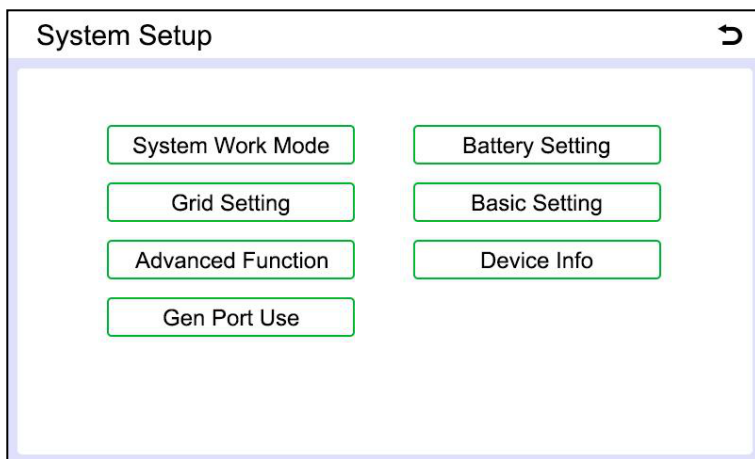 System Setup
System Work Mode
Battery Setting
Grid Setting
Basic Setting
Advanced Function
Device Info
Gen Port Use